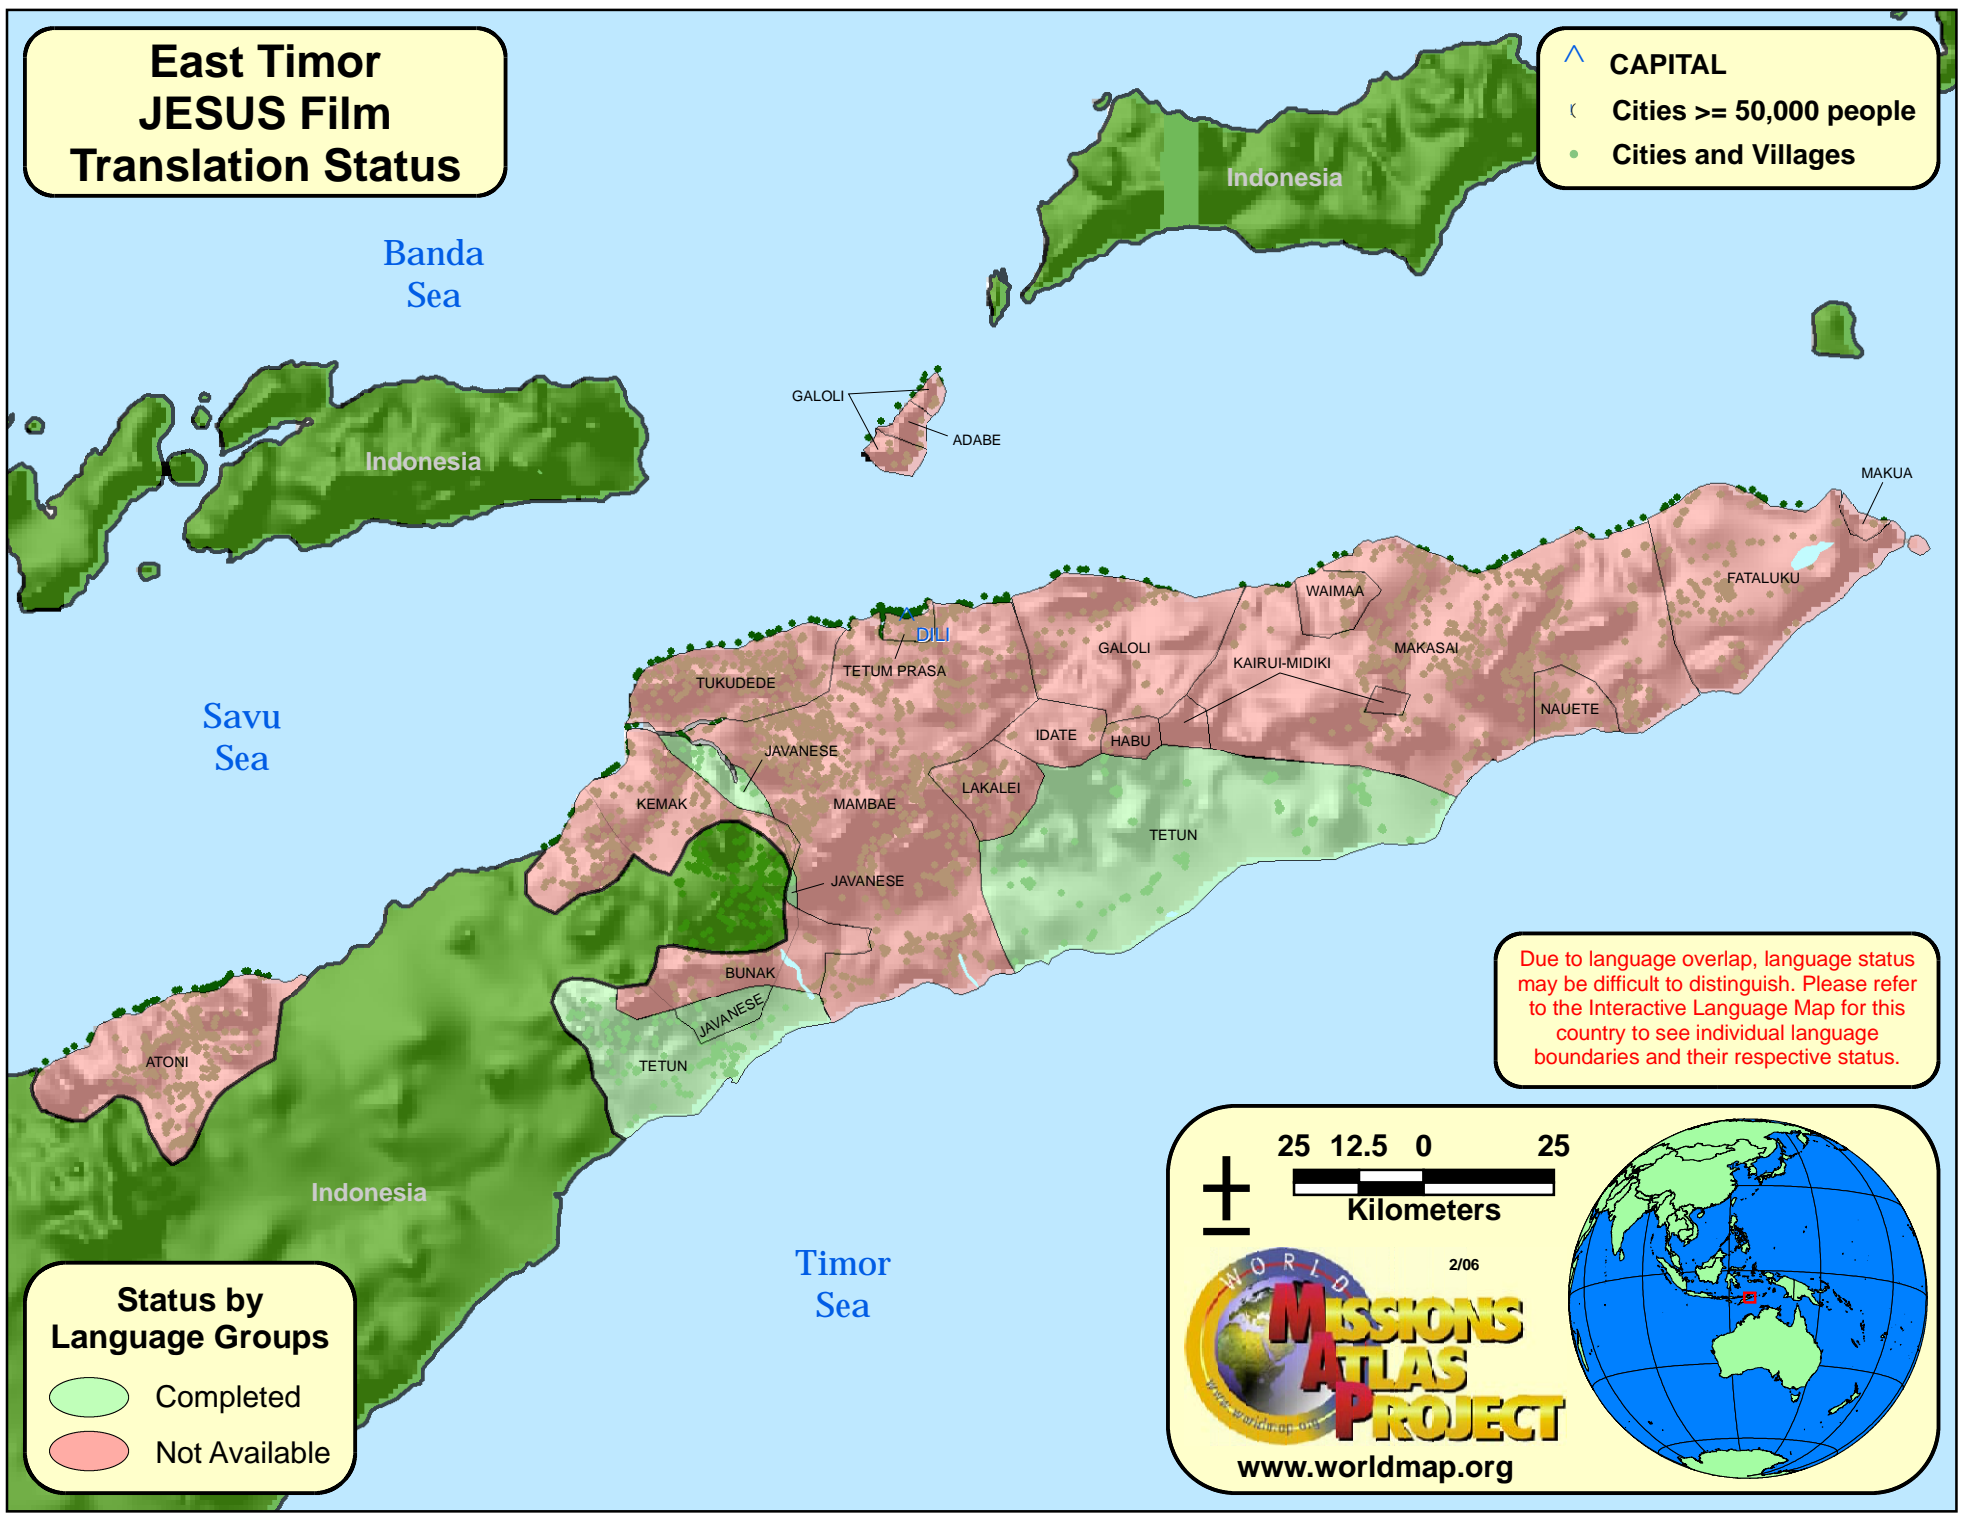 East Timor
JESUS Film
Translation Status
CAPITAL
Cities >= 50,000 people
Cities and Villages
Indonesia
Banda
Sea
Indonesia
GALOLI
ADABE
MAKUA
FATALUKU
WAIMAA
DILI
TETUM PRASA
GALOLI
KAIRUI-MIDIKI
MAKASAI
TUKUDEDE
NAUETE
Savu
Sea
IDATE
HABU
JAVANESE
LAKALEI
KEMAK
MAMBAE
TETUN
JAVANESE
BUNAK
JAVANESE
TETUN
ATONI
Due to language overlap, language status
may be difficult to distinguish. Please refer
to the Interactive Language Map for this
country to see individual language
boundaries and their respective status.
Indonesia
Timor
Sea
25 12.5 0 25
Kilometers
2/06
WORLD
MISSIONS
ATLAS
PROJECT
www.worldmap.org
www.worldmap.org
Status by
Language Groups
Completed
Not Available